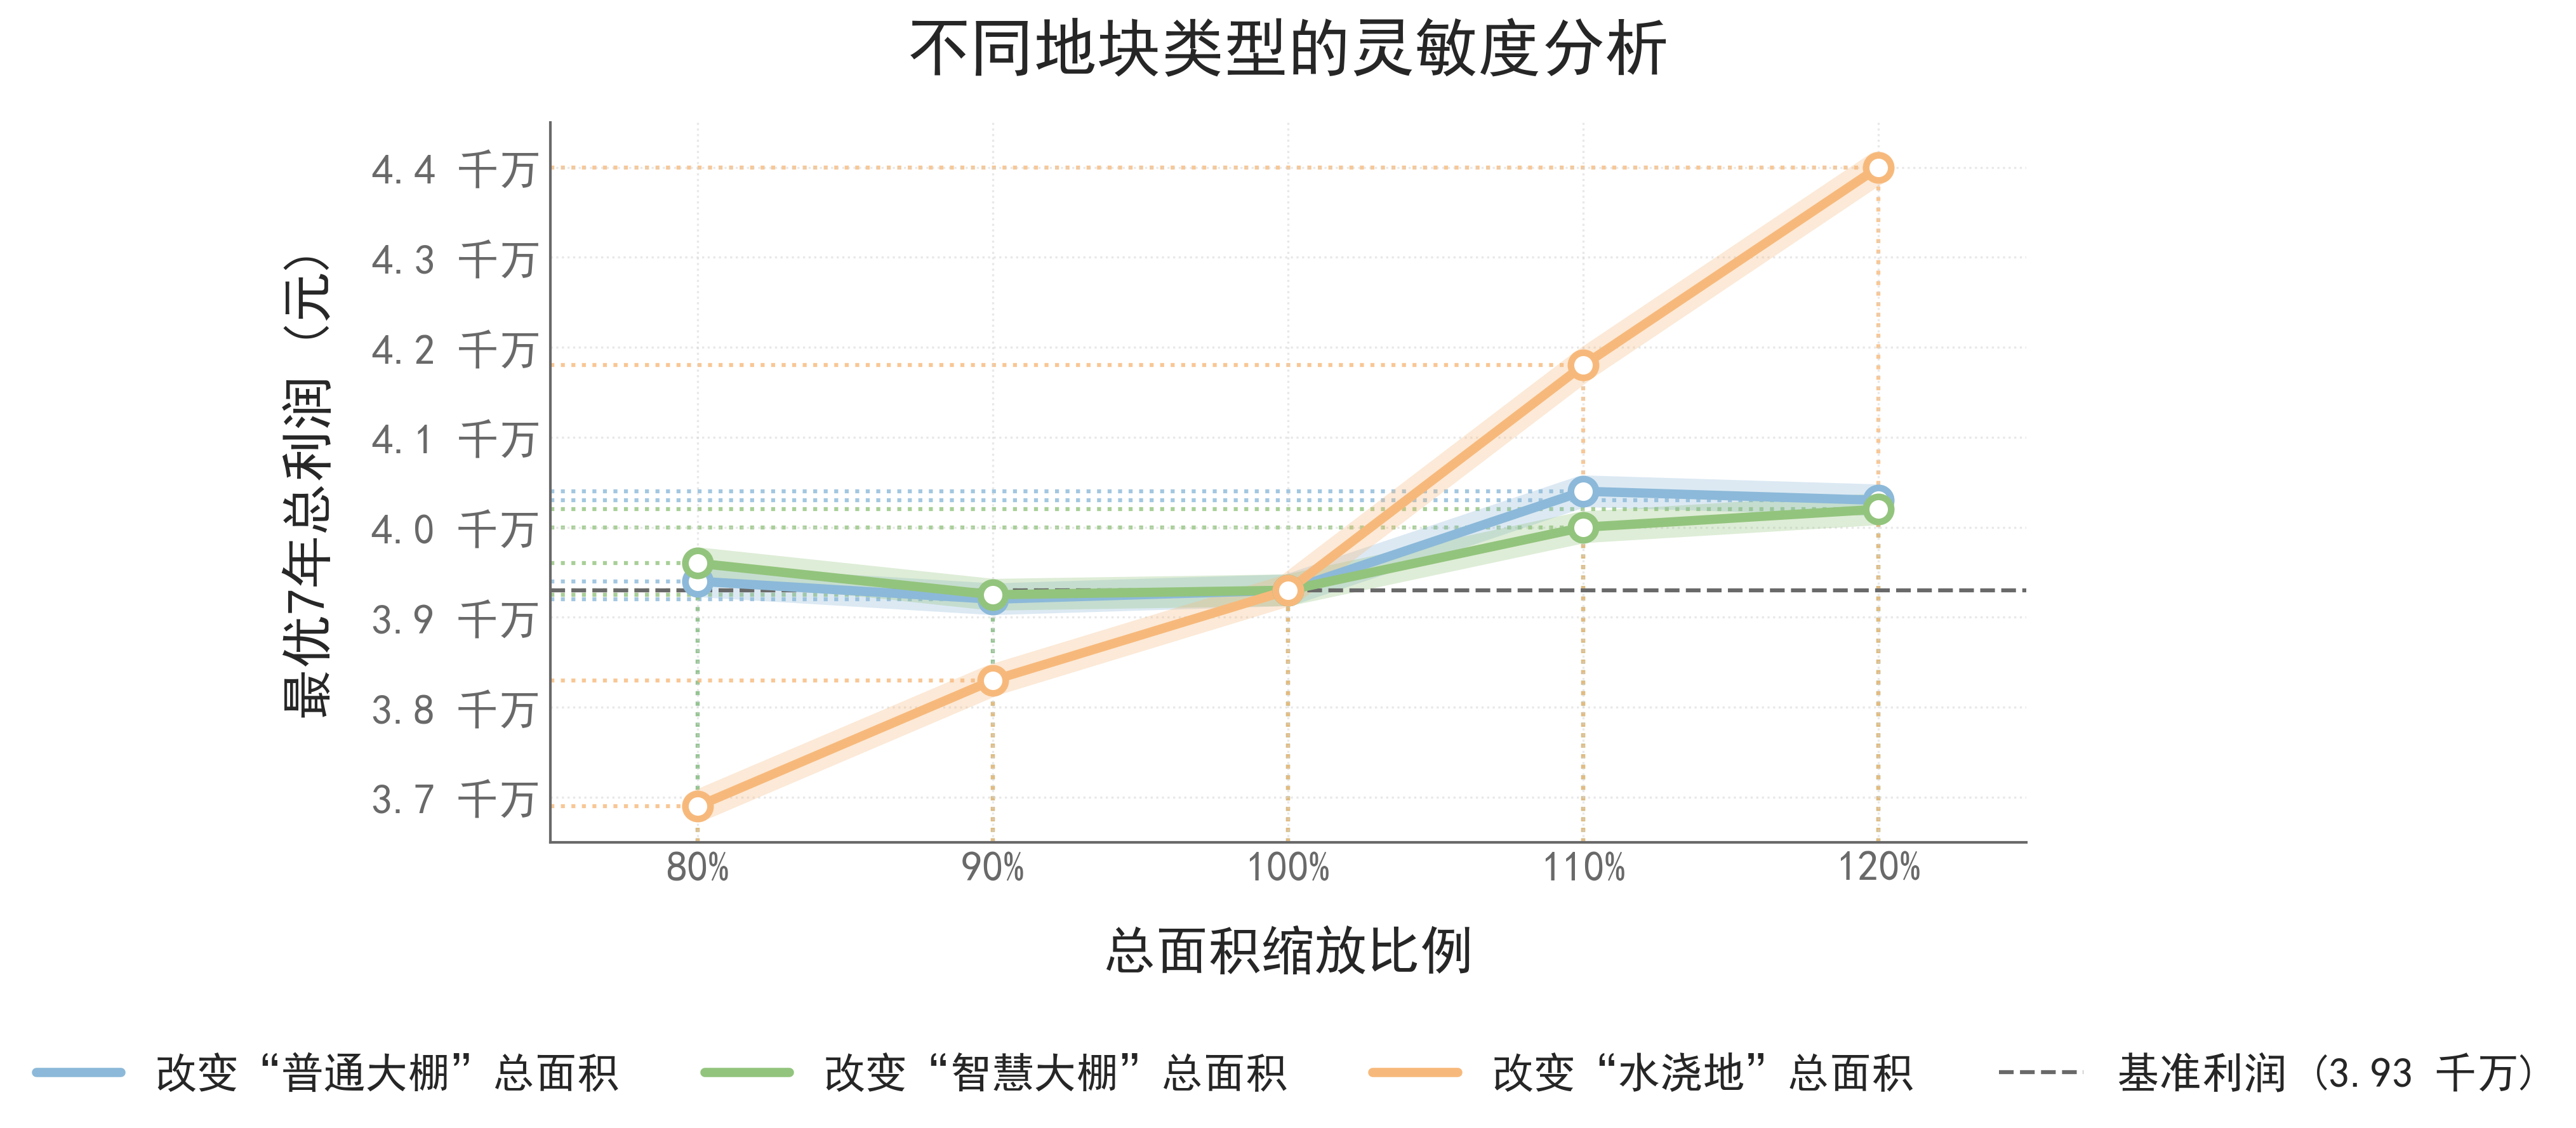 不同地块类型的灵敏度分析
最优7年总利润（元）
4.4 千万
4.3 千万
4.2 千万
4.1 千万
4.0 千万
3.9 千万
3.8 千万
3.7 千万
80% 90% 100% 110% 120%
总面积缩放比例
改变“普通大棚”总面积 改变“智慧大棚”总面积 改变“水浇地”总面积 基准利润（3.93 千万）